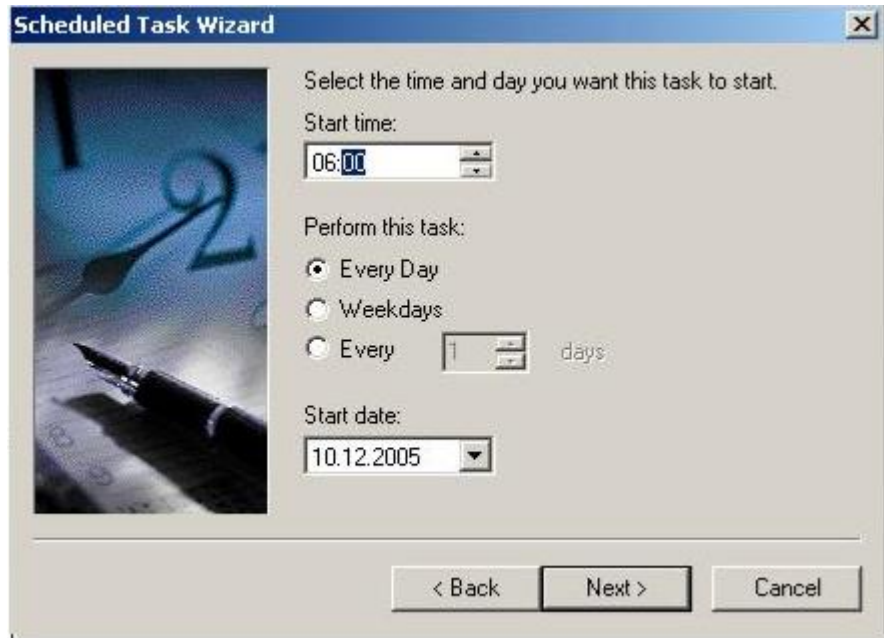 Scheduled Task Wizard
Select the time and day you want this task to start.
Start time:
06:00
Perform this task:
Every Day
Weekdays
Every 1 days
Start date:
10.12.2005
< Back Next > Cancel
2